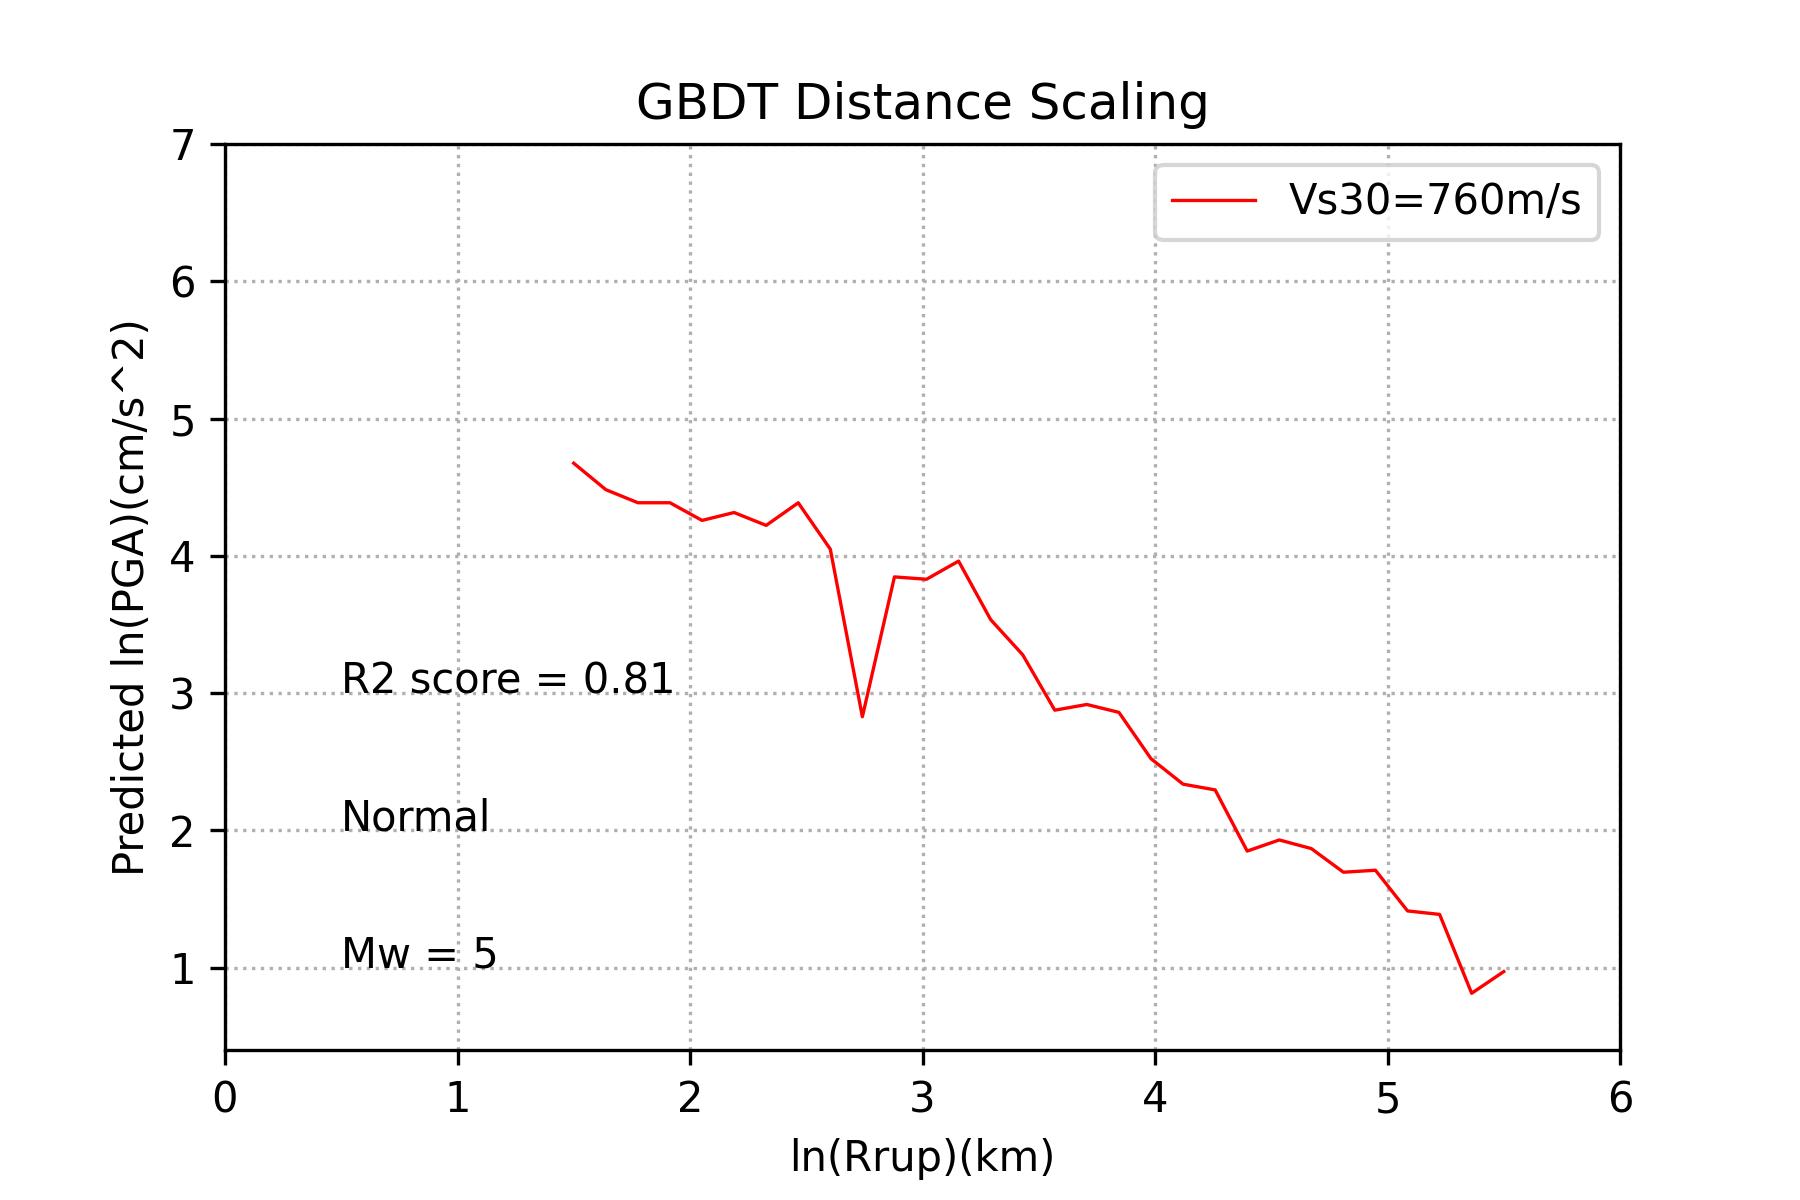 GBDT Distance Scaling
7
6
5
4
3
2
1
Predicted ln(PGA)(cm/s^2)
Vs30=760m/s
R2 score = 0.81
Normal
Mw = 5
0 1 2 3 4 5 6
ln(Rrup)(km)